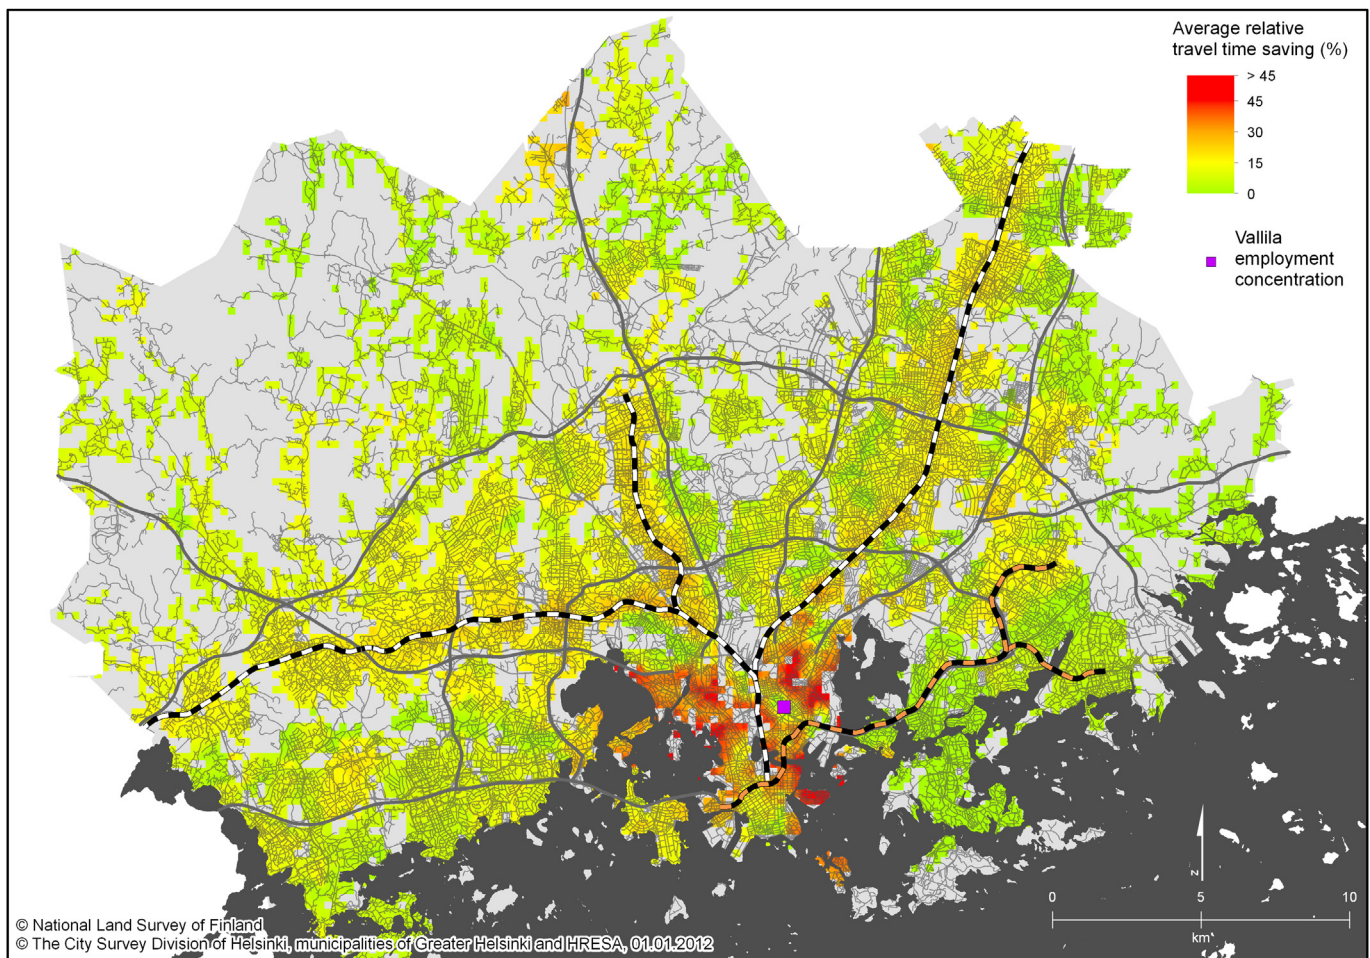 Average relative
travel time saving (%)
> 45
45
30
15
0
Vallila
employment
concentration
N
0
5
10
km
© National Land Survey of Finland
© The City Survey Division of Helsinki, municipalities of Greater Helsinki and HRESA, 01.01.2012